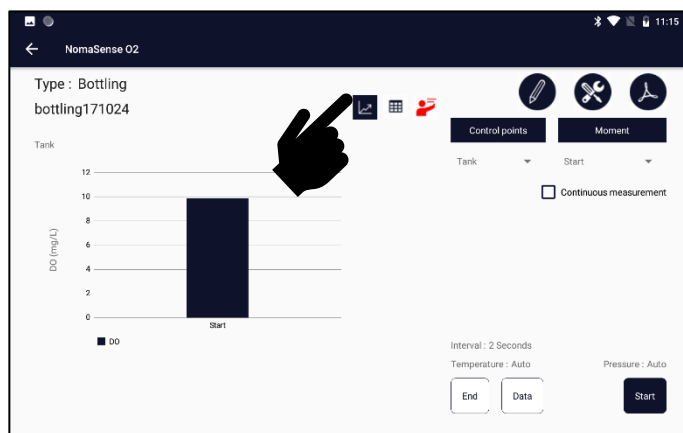 11:15
NomaSense O2
Type : Bottling
bottling171024
Control points
Moment
Tank
Tank
Start
Continuous measurement
12
10
8
6
4
2
0
DO (mg/L)
Start
DO
Interval : 2 Seconds
Temperature : Auto
Pressure : Auto
End
Data
Start